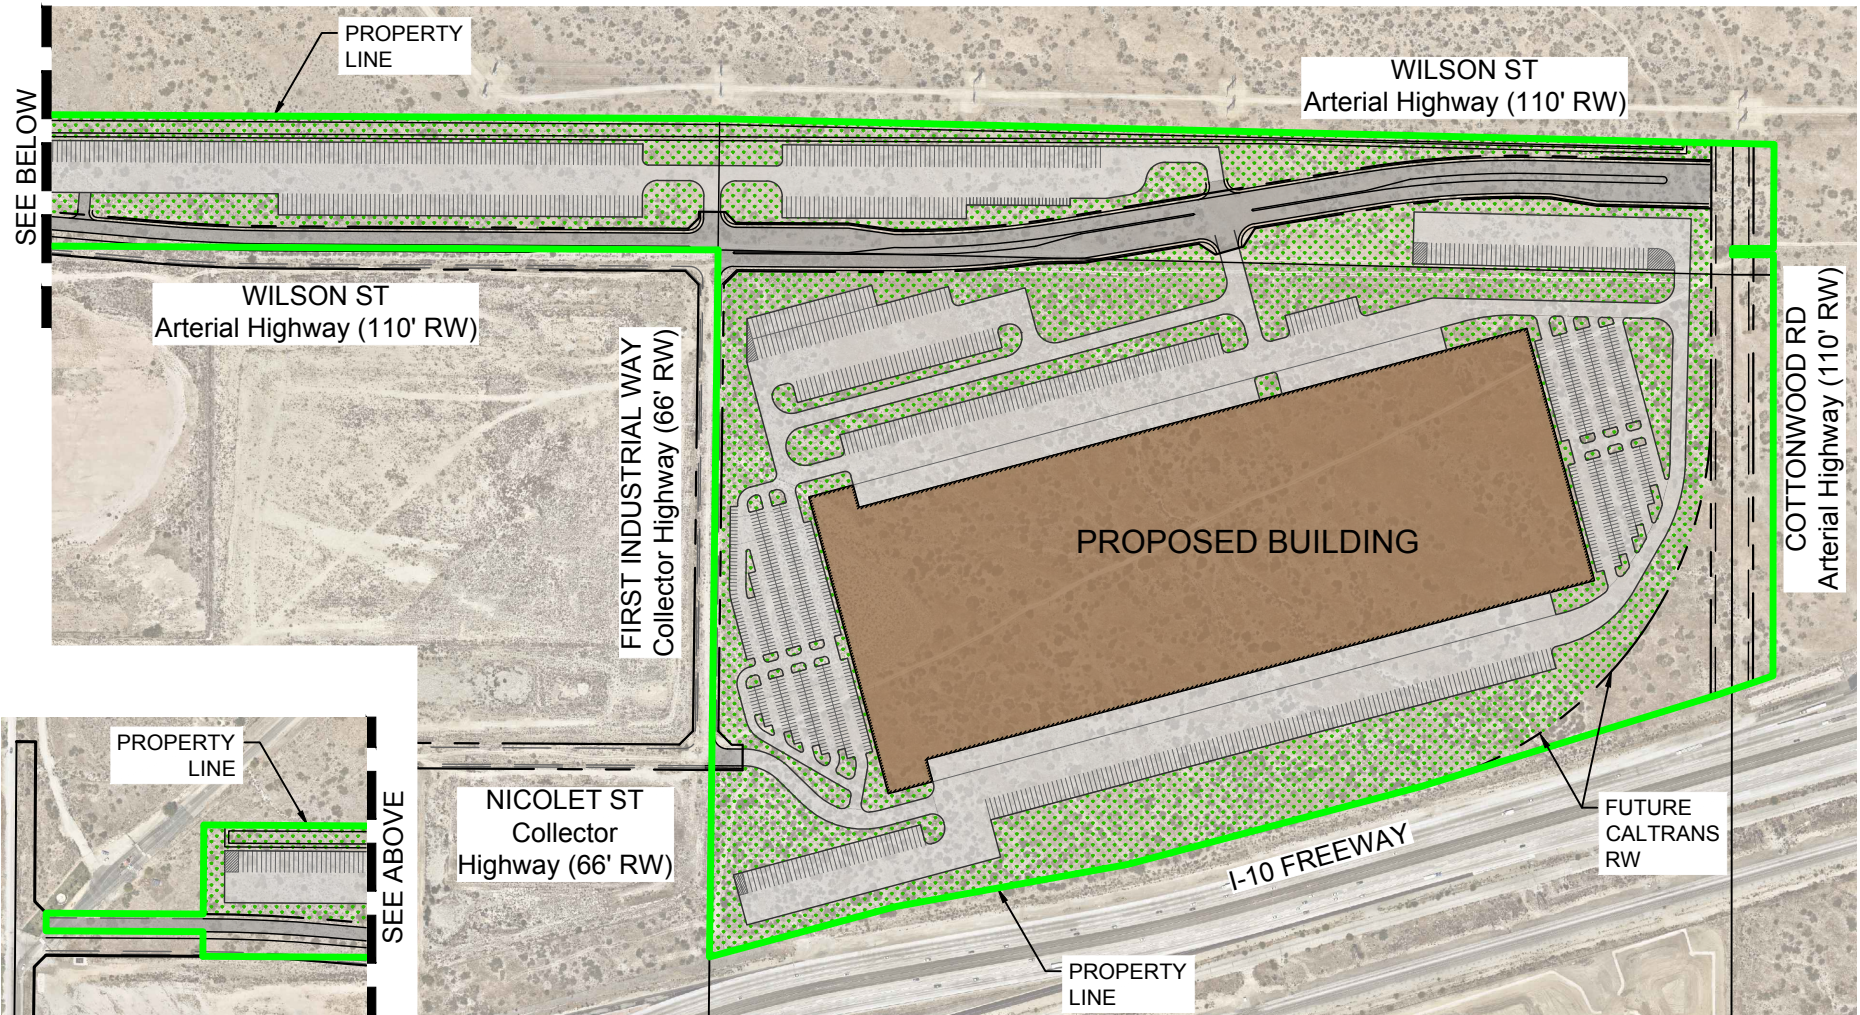 PROPERTY
LINE
WILSON ST
Arterial Highway (110' RW)
SEE BELOW
WILSON ST
Arterial Highway (110' RW)
FIRST INDUSTRIAL WAY
Collector Highway (66' RW)
COTTONWOOD RD
Arterial Highway (110' RW)
PROPOSED BUILDING
PROPERTY
LINE
SEE ABOVE
NICOLET ST
Collector
Highway (66' RW)
FUTURE
CALTRANS
RW
I-10 FREEWAY
PROPERTY
LINE